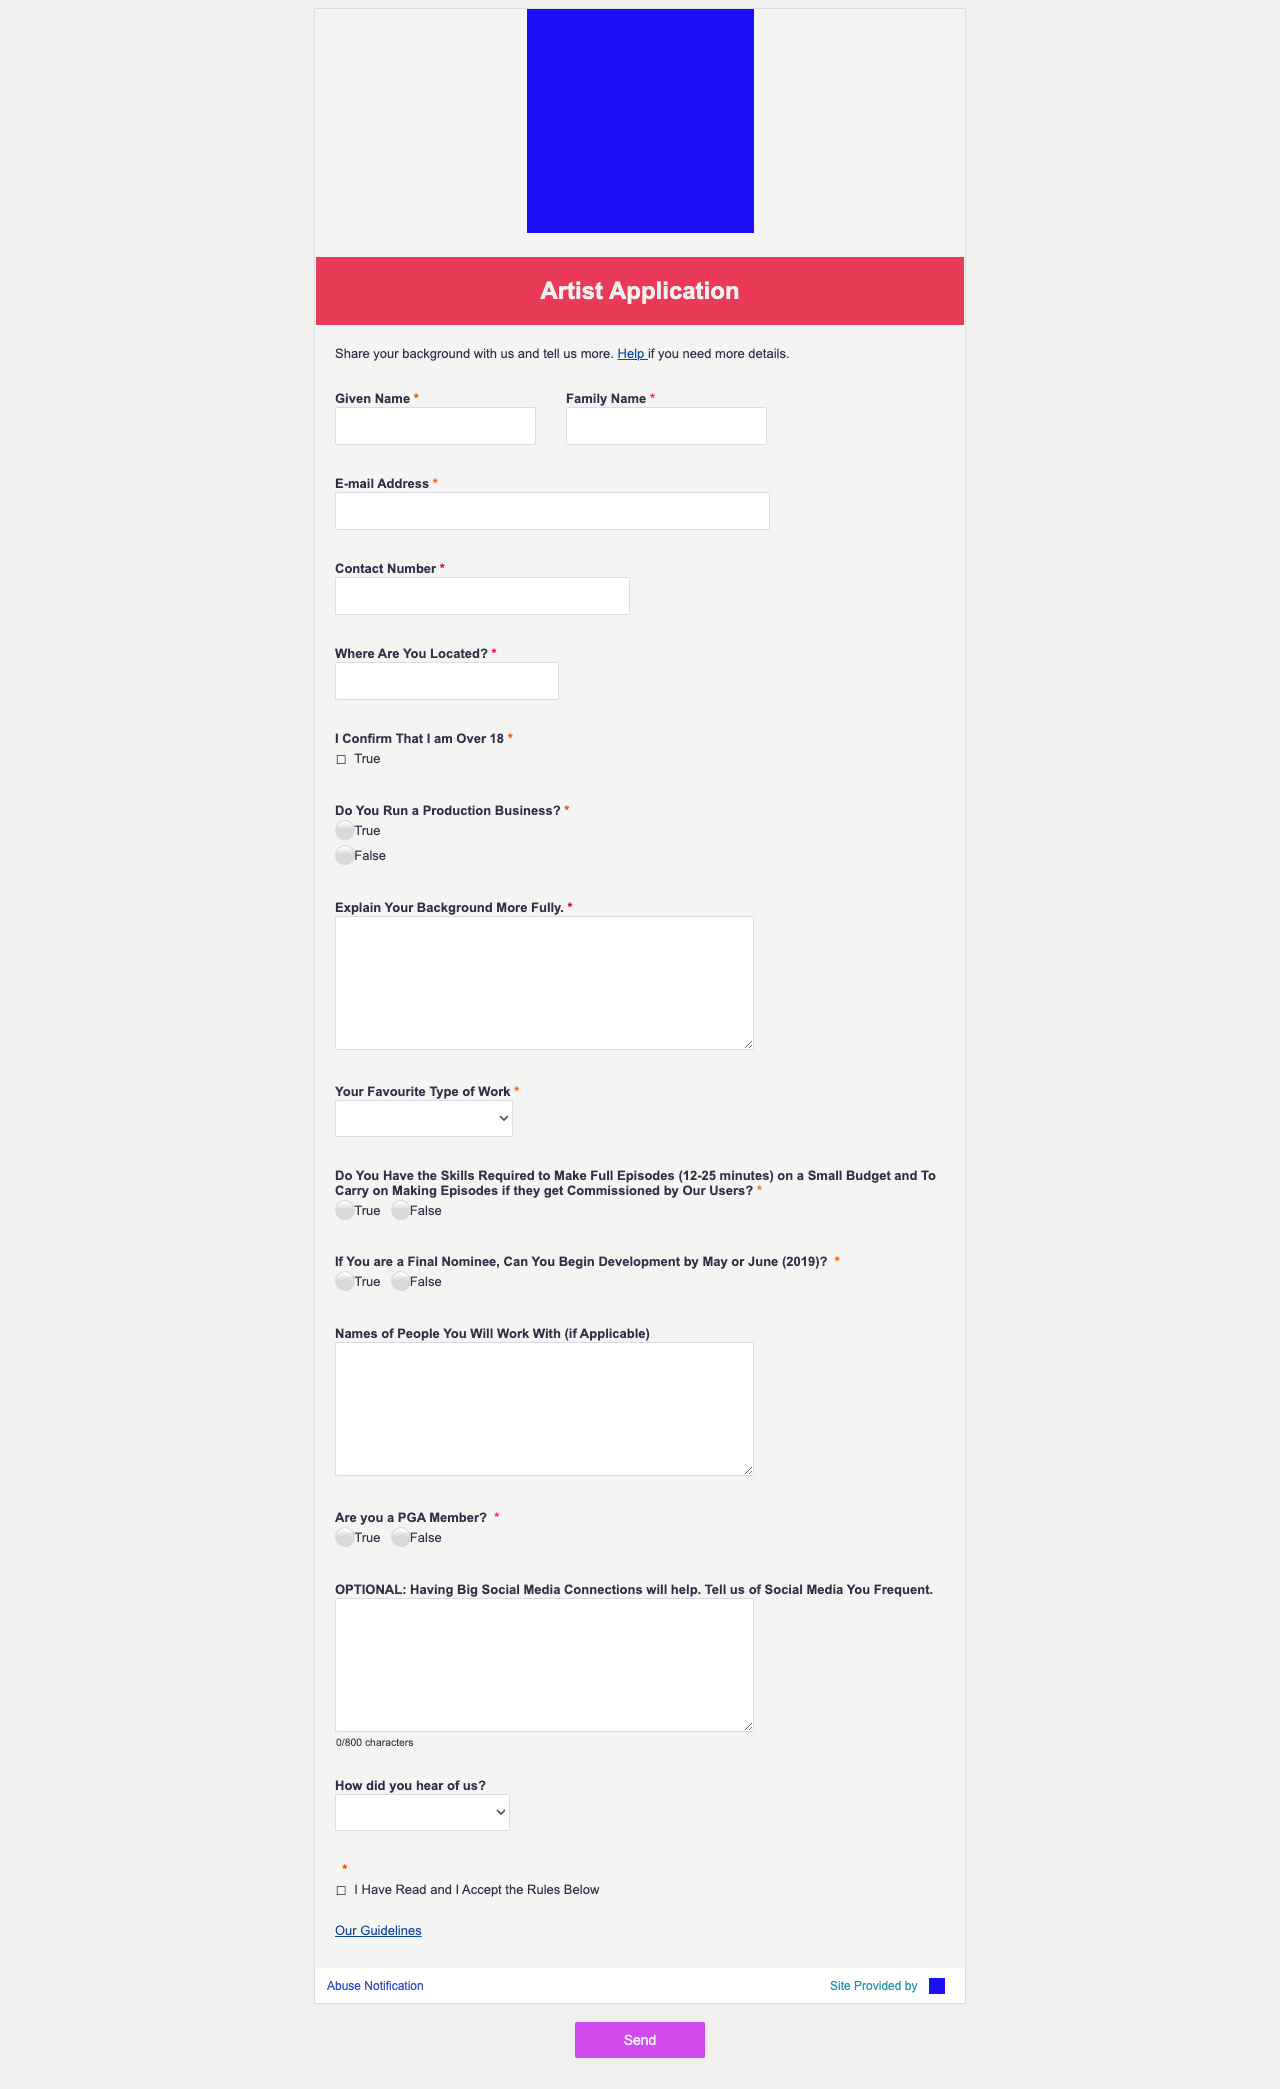 Artist Application
Share your background with us and tell us more. Help if you need more details.
Given Name * Family Name *
E-mail Address *
Contact Number *
Where Are You Located? *
I Confirm That I am Over 18 *
True
Do You Run a Production Business? *
True
False
Explain Your Background More Fully. *
Your Favourite Type of Work *
Do You Have the Skills Required to Make Full Episodes (12-25 minutes) on a Small Budget and To
Carry on Making Episodes if they get Commissioned by Our Users? *
True False
If You are a Final Nominee, Can You Begin Development by May or June (2019)? *
True False
Names of People You Will Work With (if Applicable)
Are you a PGA Member? *
True False
OPTIONAL: Having Big Social Media Connections will help. Tell us of Social Media You Frequent.
0/800 characters
How did you hear of us?
*
I Have Read and I Accept the Rules Below
Our Guidelines
Abuse Notification Site Provided by
Send